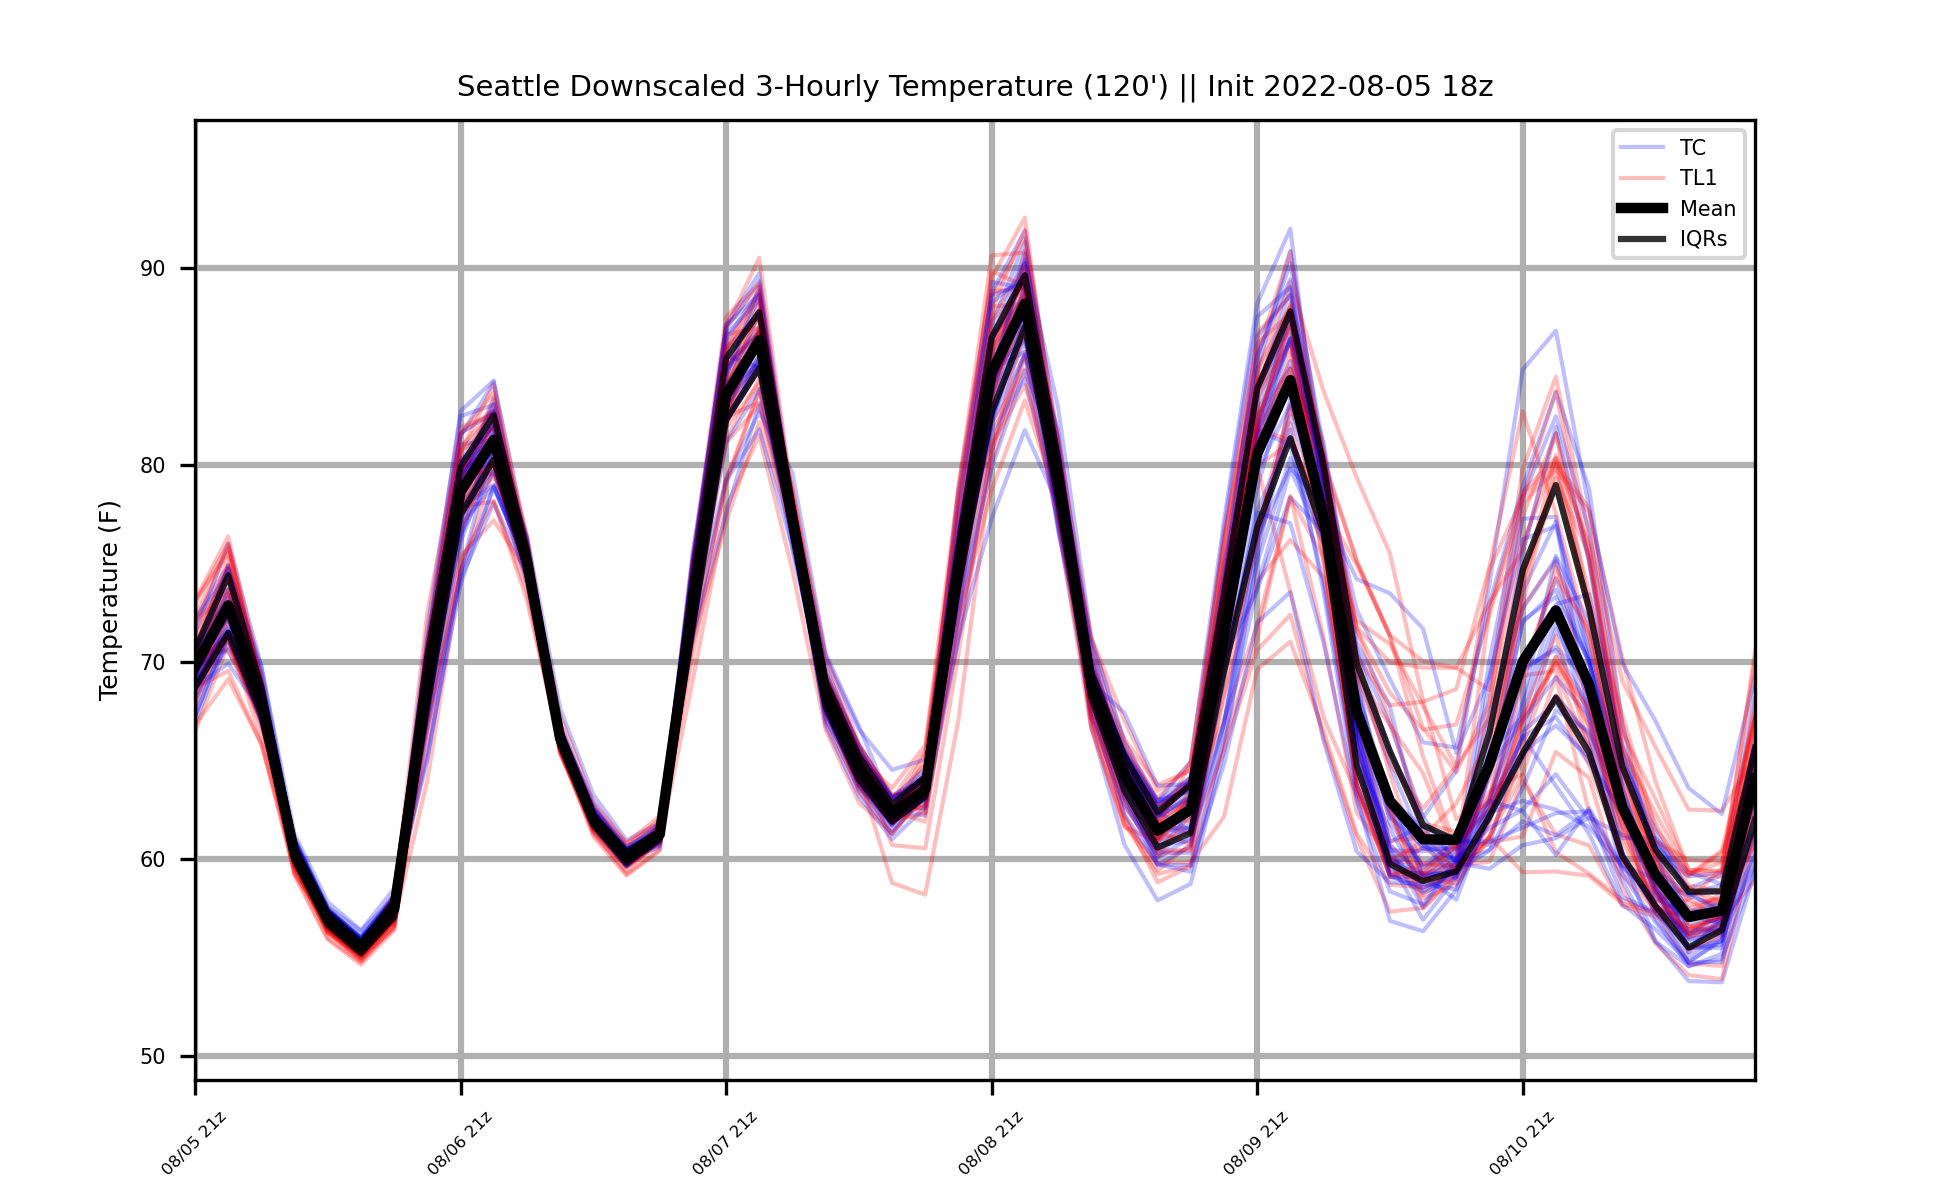 Seattle Downscaled 3-Hourly Temperature (120') || Init 2022-08-05 18z
TC
TL1
Mean
IQRs
Temperature (F)
90
80
70
60
50
08/05 21z
08/06 21z
08/07 21z
08/08 21z
08/09 21z
08/10 21z